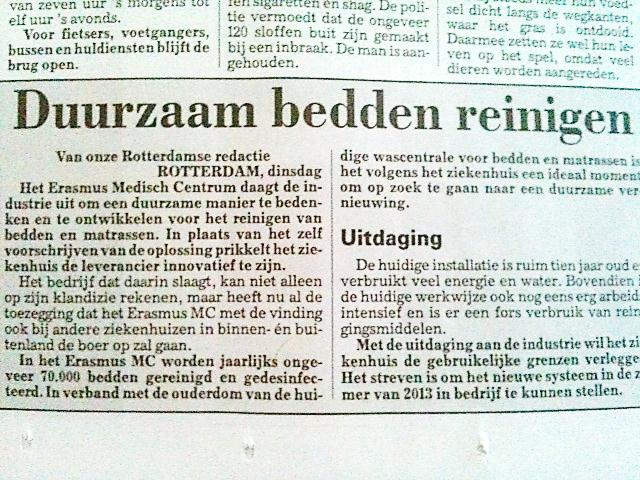 van zeven uur 's morgens tot
elf uur 's avonds.
Voor fietsers, voetgangers,
bussen en huldiensten blijft de
brug open.
sigaretten en shag. De poli-
tie vermoedt dat de ongeveer
120 sloffen buit zijn gemaakt
bij een inbraak. De man is aan-
gehouden.
sel dicht langs de wegkanten,
waar het gras is ontdooid.
Daarmee zetten ze wel hun le-
ven op het spel, omdat veel
dieren worden aangereden.
Duurzaam bedden reinigen
Van onze Rotterdamse redactie
ROTTERDAM, dinsdag
Het Erasmus Medisch Centrum daagt de in-
dustrie uit om een duurzame manier te beden-
ken en te ontwikkelen voor het reinigen van
bedden en matrassen. In plaats van het zelf
voorschrijven van de oplossing prikkelt het zie-
kenhuis de leverancier innovatief te zijn.
Het bedrijf dat daarin slaagt, kan niet alleen
op zijn klandizie rekenen, maar heeft nu al de
toezegging dat het Erasmus MC met de vinding
ook bij andere ziekenhuizen in binnen- én bui-
tenland de boer op zal gaan.
In het Erasmus MC worden jaarlijks onge-
veer 70.000 bedden gereinigd en gedesinfec-
teerd. In verband met de ouderdom van de hui-
dige wascentrale voor bedden en matrassen is
het volgens het ziekenhuis een ideaal moment
om op zoek te gaan naar een duurzame ver
nieuwing.
Uitdaging
De huidige installatie is ruim tien jaar oud e
verbruikt veel energie en water. Bovendien i
de huidige werkwijze ook nog eens erg arbeid
intensief en is er een fors verbruik van rein
gingsmiddelen.
Met de uitdaging aan de industrie wil het zi
kenhuis de gebruikelijke grenzen verlegge
Het streven is om het nieuwe systeem in de z
mer van 2013 in bedrijf te kunnen stellen.